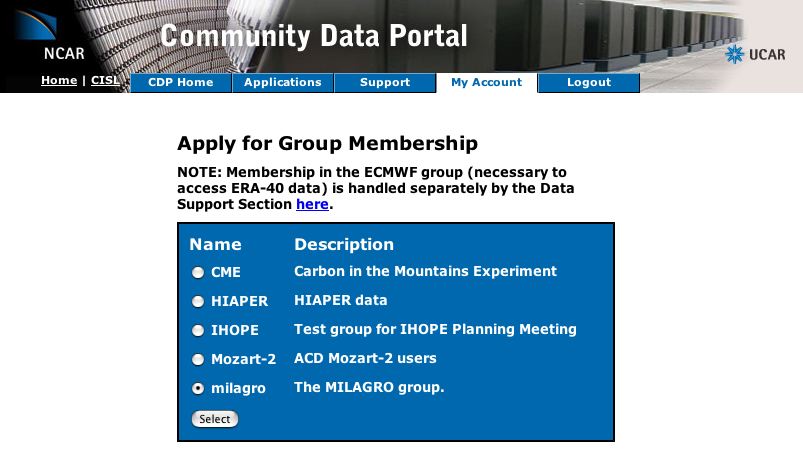 Community Data Portal
NCAR
UCAR
Home | CISL
CDP Home Applications Support My Account Logout
Apply for Group Membership
NOTE: Membership in the ECMWF group (necessary to
access ERA-40 data) is handled separately by the Data
Support Section here.
Name Description
CME Carbon in the Mountains Experiment
HIAPER HIAPER data
IHOPE Test group for IHOPE Planning Meeting
Mozart-2 ACD Mozart-2 users
milagro The MILAGRO group.
Select